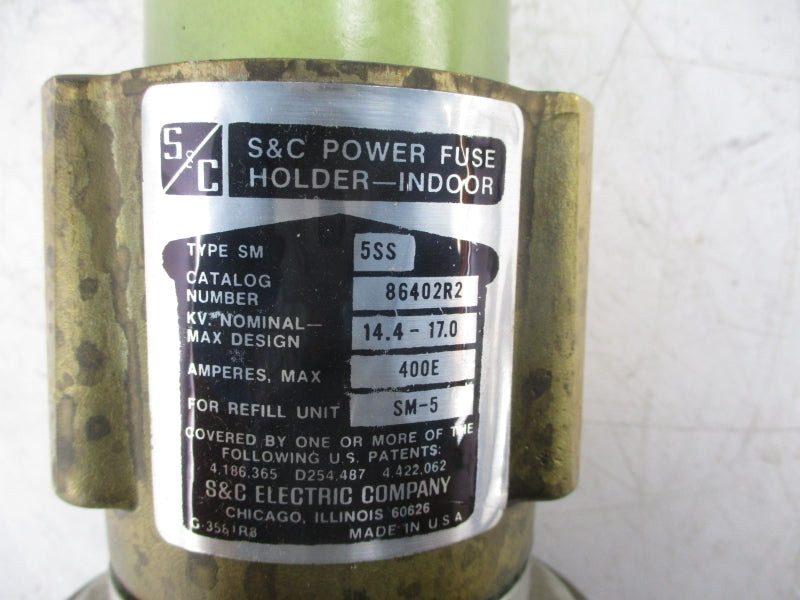 S&C
S&C POWER FUSE
HOLDER—INDOOR
TYPE SM 5SS
CATALOG
NUMBER 86402R2
KV. NOMINAL—
MAX DESIGN 14.4 - 17.0
AMPERES, MAX 400E
FOR REFILL UNIT SM-5
COVERED BY ONE OR MORE OF THE
FOLLOWING U.S. PATENTS:
4,186,365 D254,487 4,422,062
S&C ELECTRIC COMPANY
CHICAGO, ILLINOIS 60626
MADE IN U S A